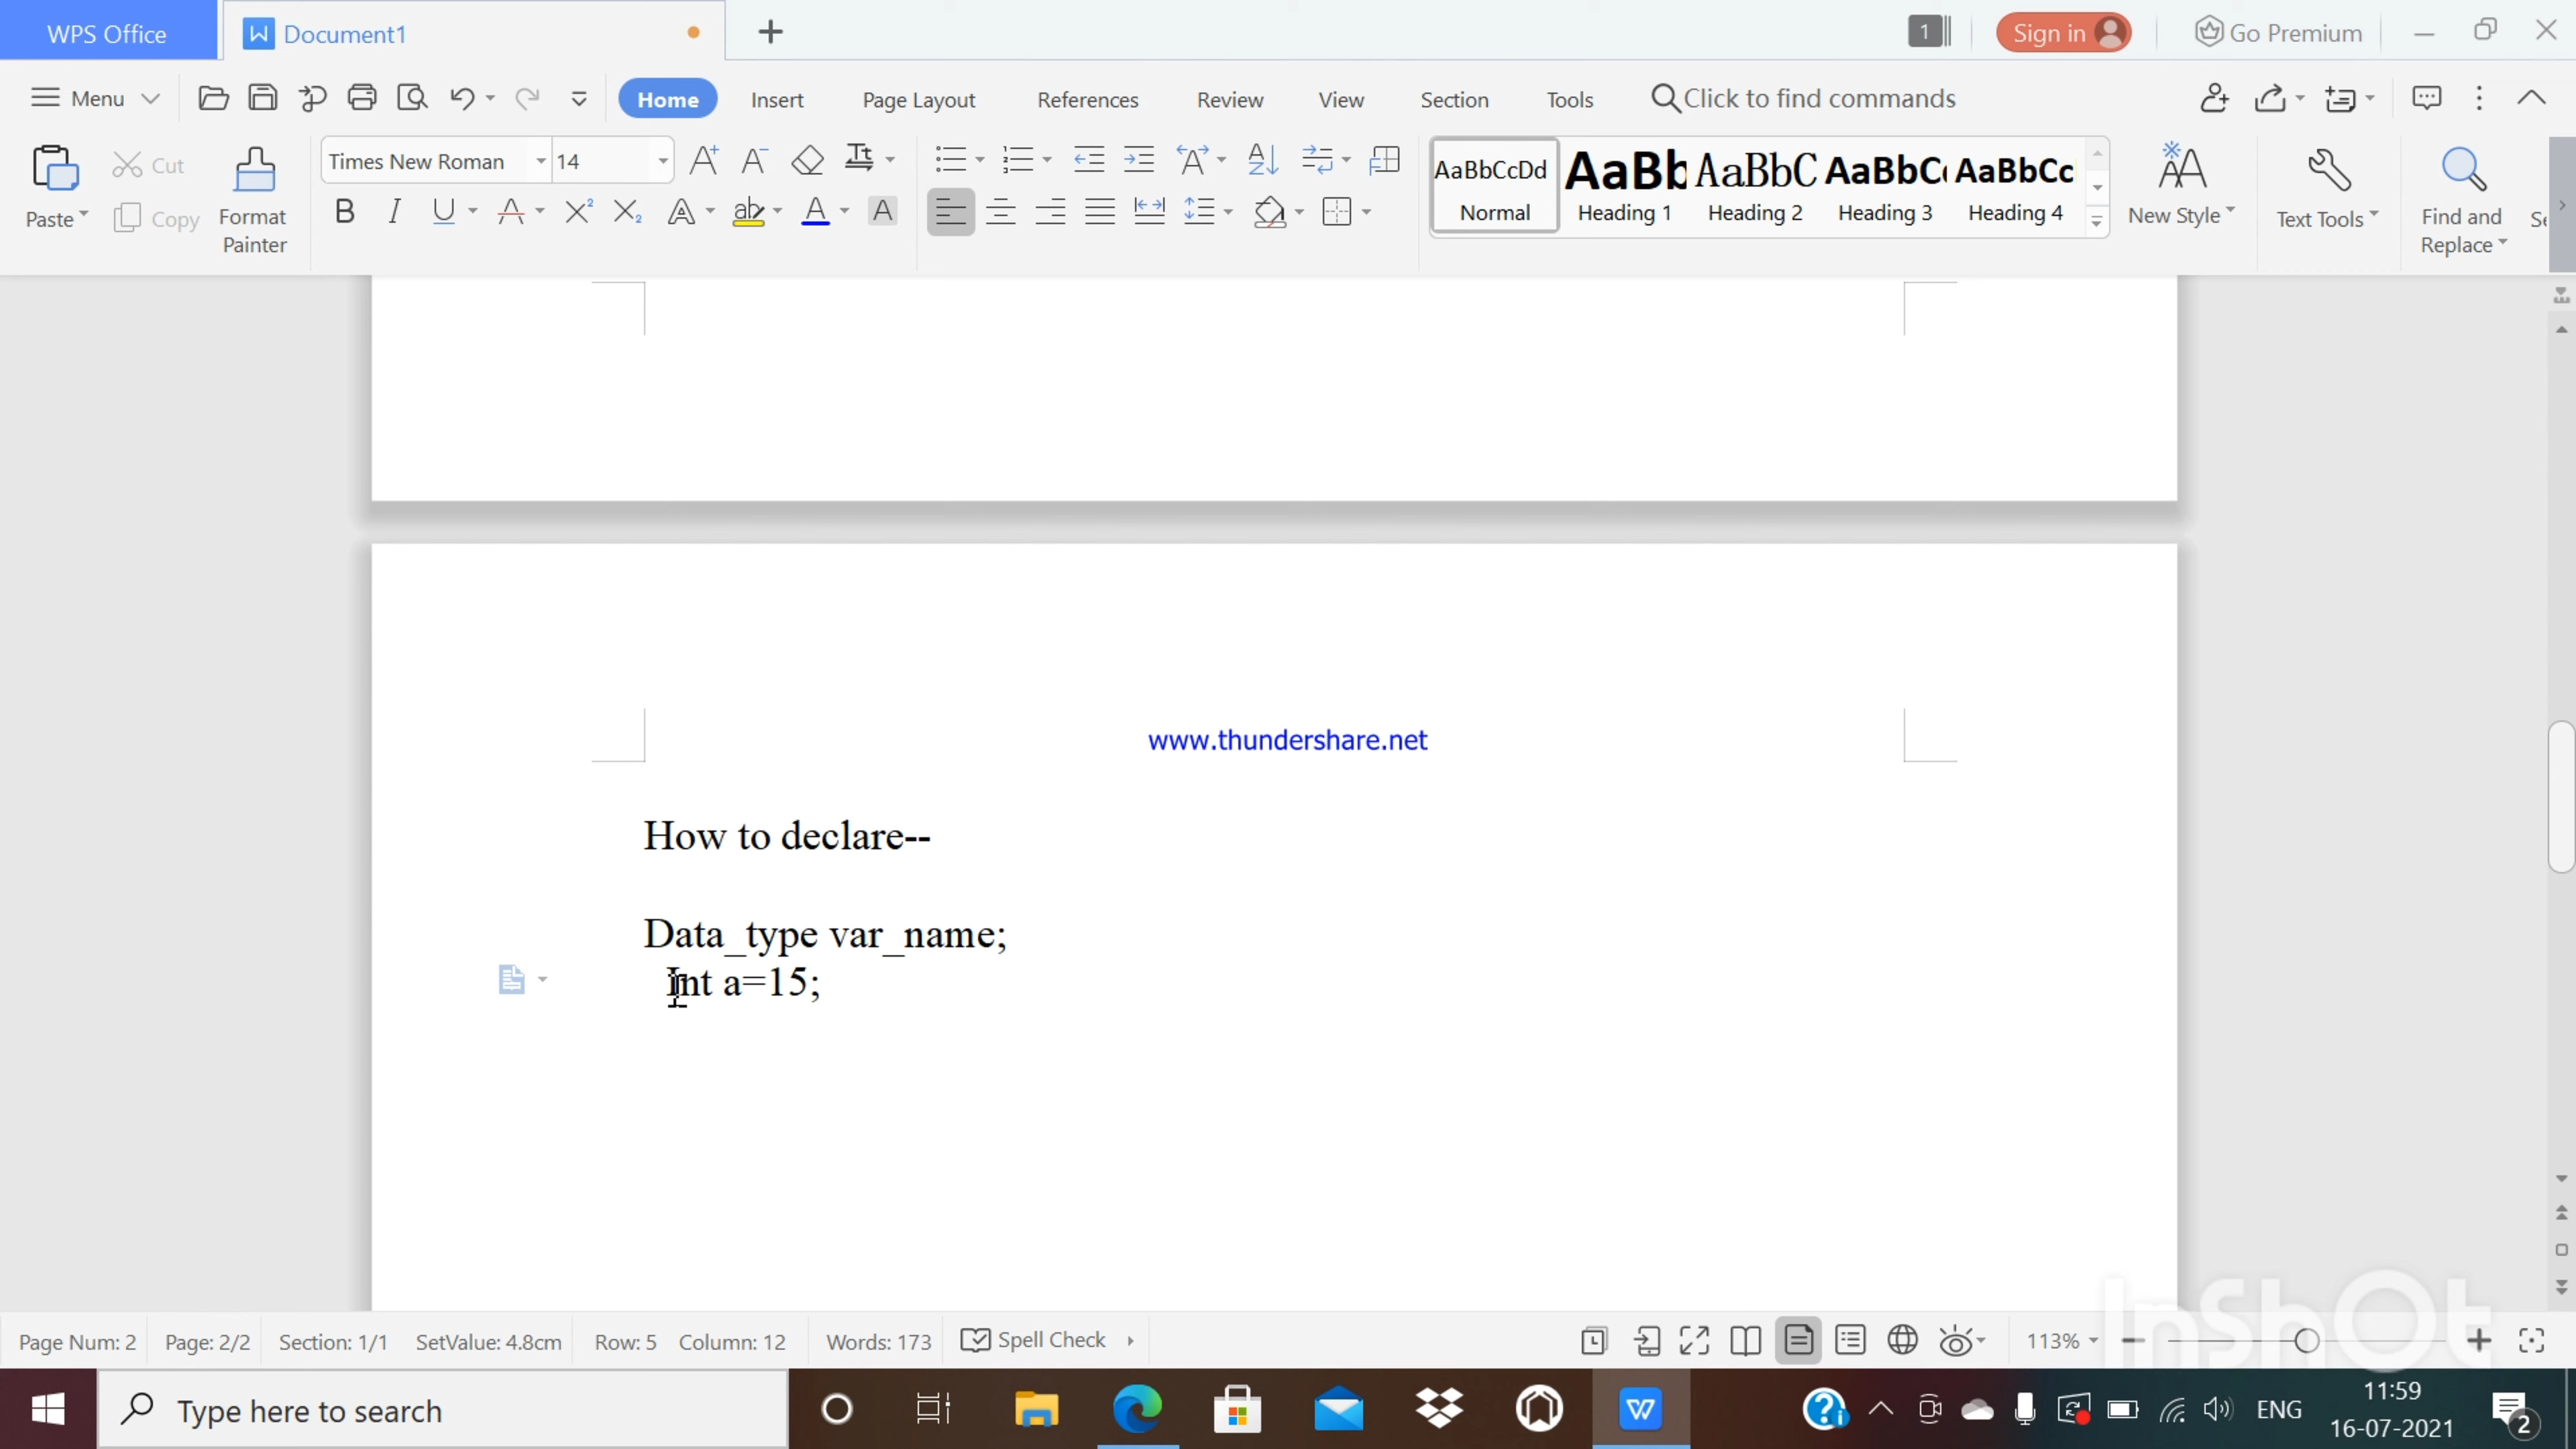 WPS Office
Document1
1
Sign in
Go Premium
Menu
Home
Insert
Page Layout
References
Review
View
Section
Tools
Click to find commands
Paste
Cut
Copy
Format
Painter
Times New Roman
14
AaBbCcDd
Normal
AaBb
Heading 1
AaBbC
Heading 2
AaBbC
Heading 3
AaBbCc
Heading 4
New Style
Text Tools
Find and
Replace
www.thundershare.net
How to declare--
Data_type var_name;
Int a=15;
InShOt
Page Num: 2
Page: 2/2
Section: 1/1
SetValue: 4.8cm
Row: 5
Column: 12
Words: 173
Spell Check
113%
Type here to search
ENG
11:59
16-07-2021
2